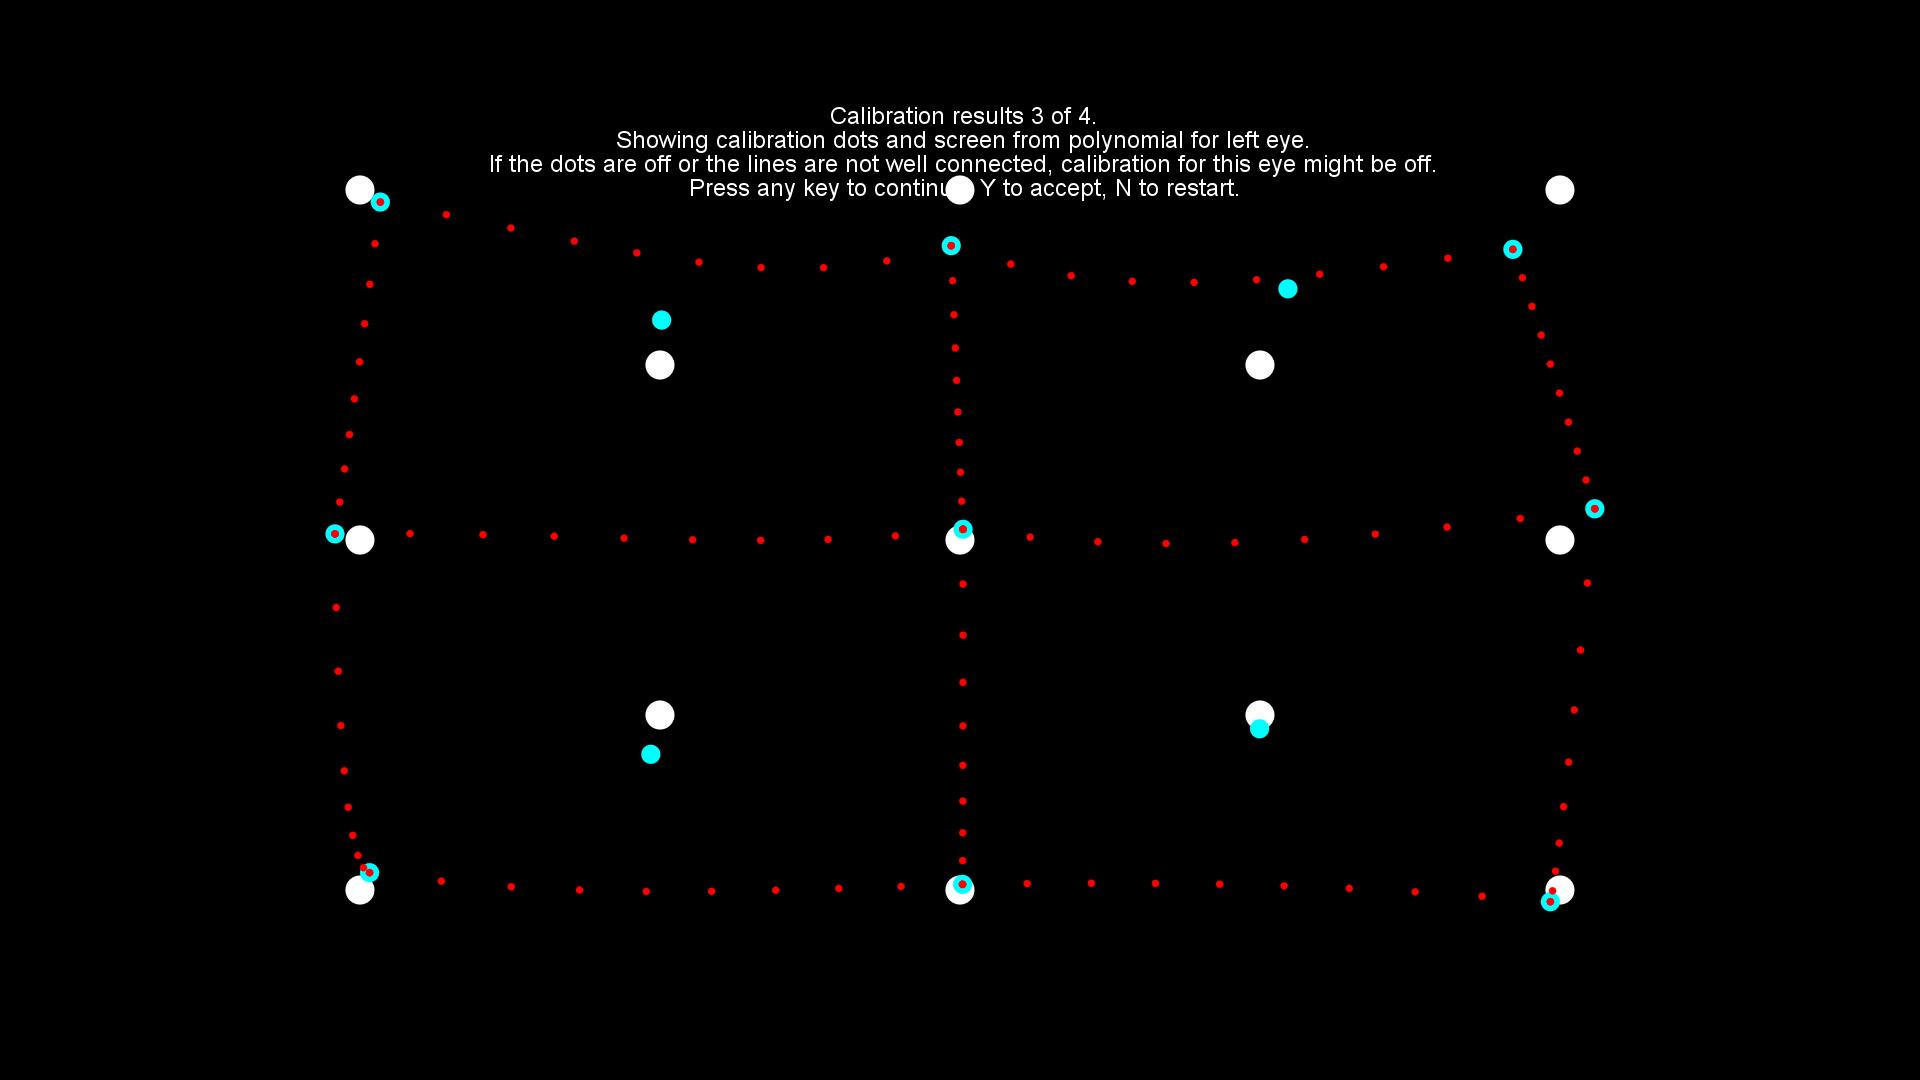 Calibration results 3 of 4.
Showing calibration dots and screen from polynomial for left eye.
If the dots are off or the lines are not well connected, calibration for this eye might be off.
Press any key to continu Y to accept, N to restart.